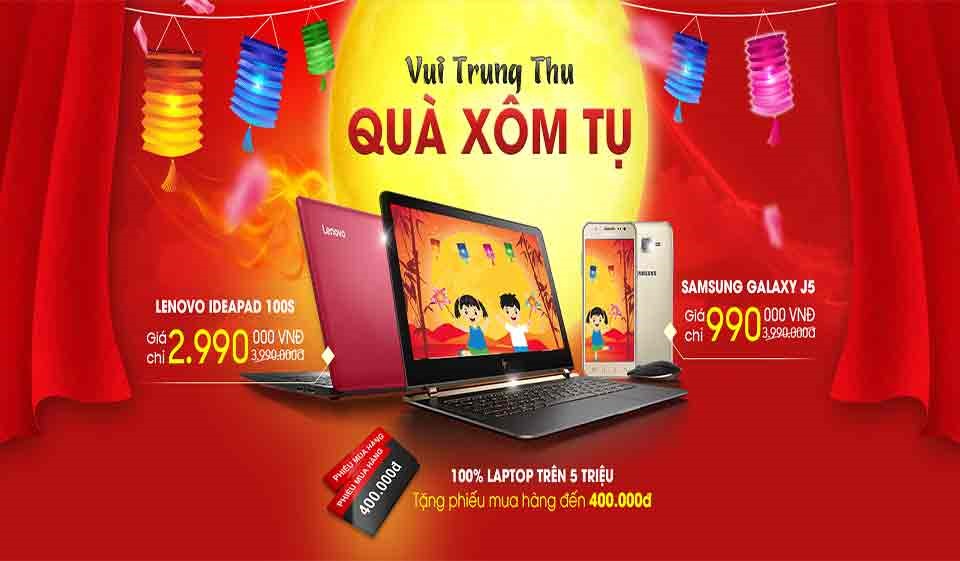 Vui Trung Thu
QUÀ XÔM TỤ
Lenovo
SAMSUNG
SAMSUNG GALAXY J5
Giá chỉ 990.000 VNĐ
3,990.000đ
LENOVO IDEAPAD 100S
Giá chỉ 2.990.000 VNĐ
3,990.000đ
PHIẾU MUA HÀNG
PHIẾU MUA HÀNG
400.000đ
100% LAPTOP TRÊN 5 TRIỆU
Tặng phiếu mua hàng đến 400.000đ